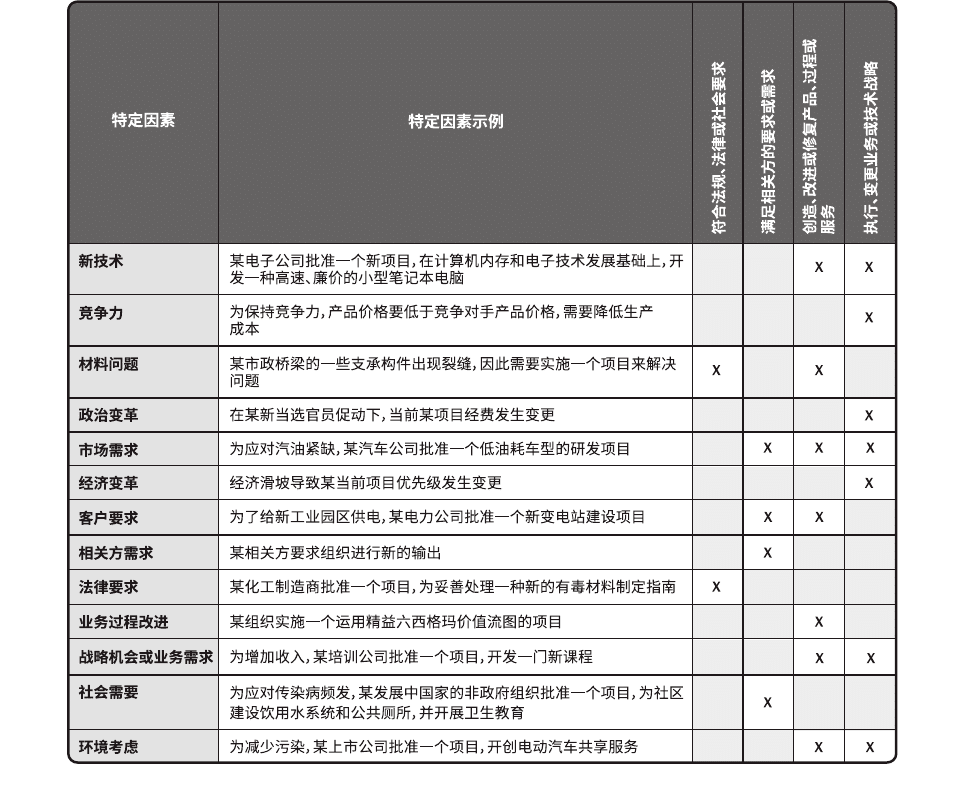 特定因素
特定因素示例
符合法规、法律或社会要求
满足相关方的要求或需求
创造、改进或修复产品、过程或
服务
执行、变更业务或技术战略
新技术
某电子公司批准一个新项目,在计算机内存和电子技术发展基础上,开
发一种高速、廉价的小型笔记本电脑
X X
竞争力
为保持竞争力,产品价格要低于竞争对手产品价格,需要降低生产
成本
X
材料问题
某市政桥梁的一些支承构件出现裂缝,因此需要实施一个项目来解决
问题
X X
政治变革
在某新当选官员促动下,当前某项目经费发生变更
X
市场需求
为应对汽油紧缺,某汽车公司批准一个低油耗车型的研发项目
X X X
经济变革
经济滑坡导致某当前项目优先级发生变更
X
客户要求
为了给新工业园区供电,某电力公司批准一个新变电站建设项目
X X
相关方需求
某相关方要求组织进行新的输出
X
法律要求
某化工制造商批准一个项目,为妥善处理一种新的有毒材料制定指南
X
业务过程改进
某组织实施一个运用精益六西格玛价值流图的项目
X
战略机会或业务需求
为增加收入,某培训公司批准一个项目,开发一门新课程
X X
社会需要
为应对传染病频发,某发展中国家的非政府组织批准一个项目,为社区
建设饮用水系统和公共厕所,并开展卫生教育
X
环境考虑
为减少污染,某上市公司批准一个项目,开创电动汽车共享服务
X X